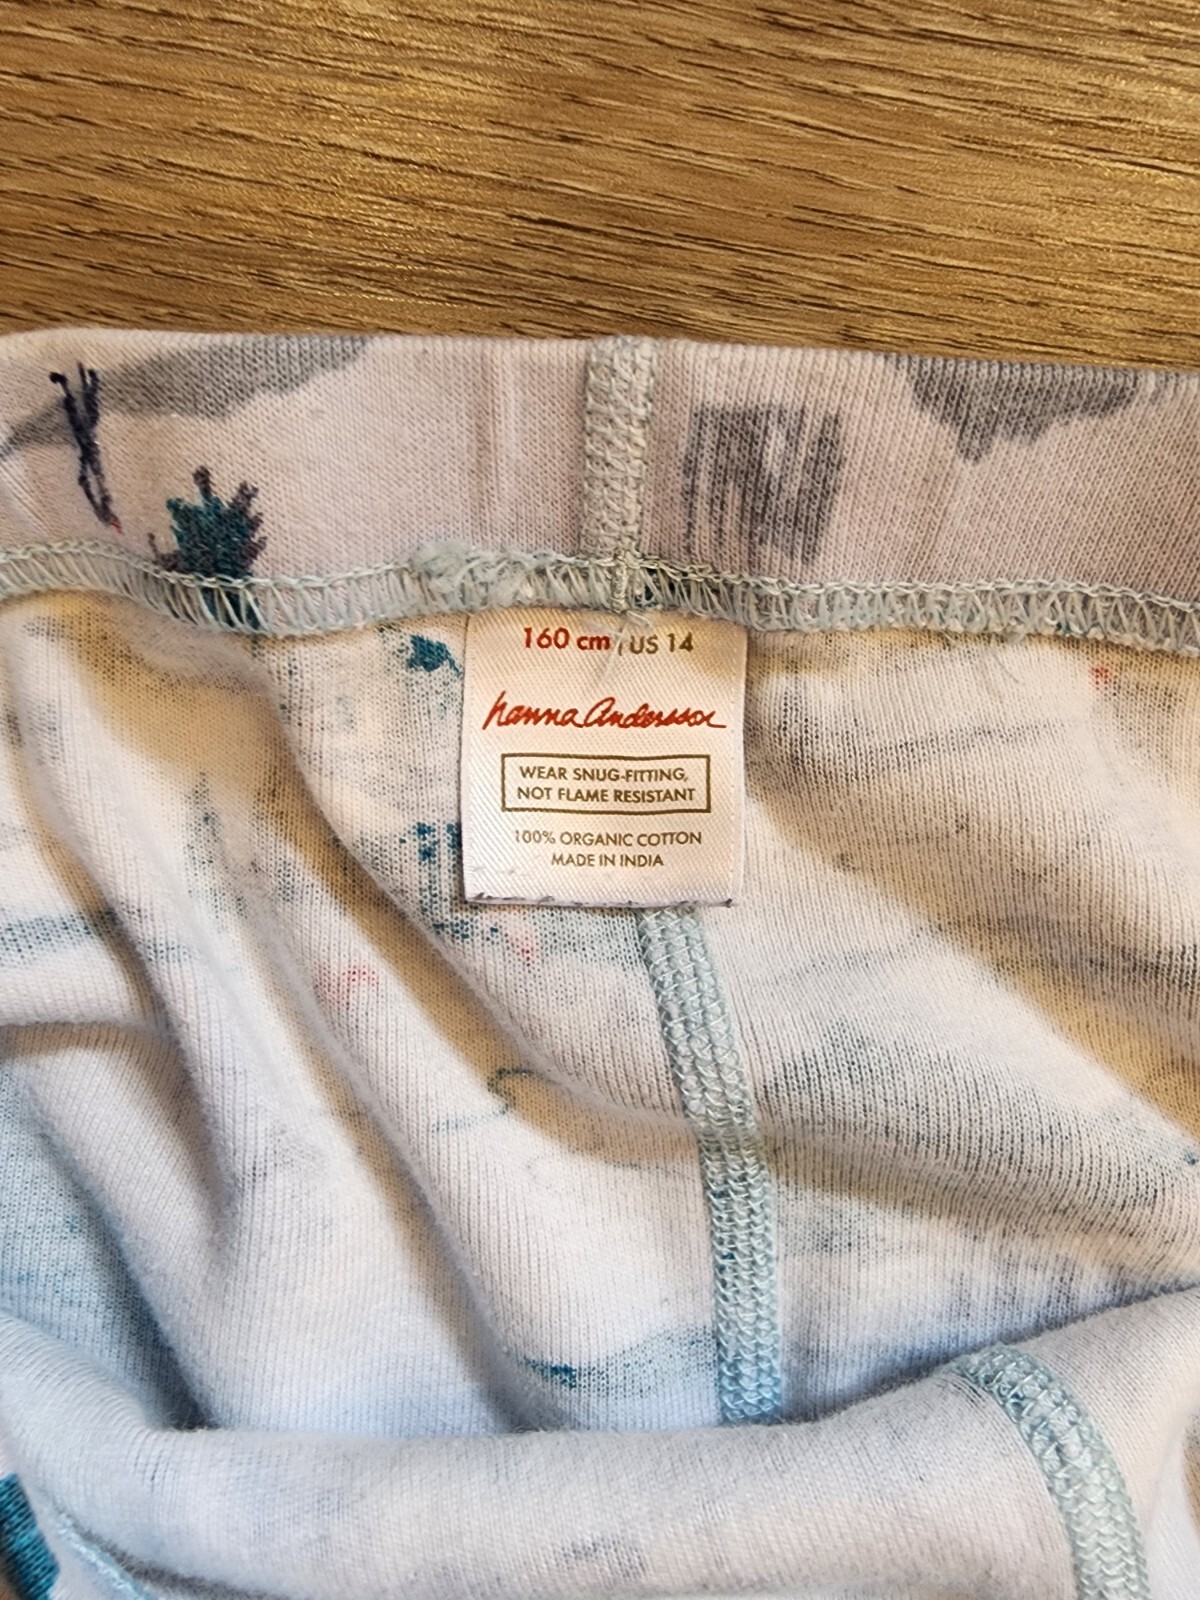 160 cm / US 14
hanna andersson
WEAR SNUG-FITTING,
NOT FLAME RESISTANT
100% ORGANIC COTTON
MADE IN INDIA